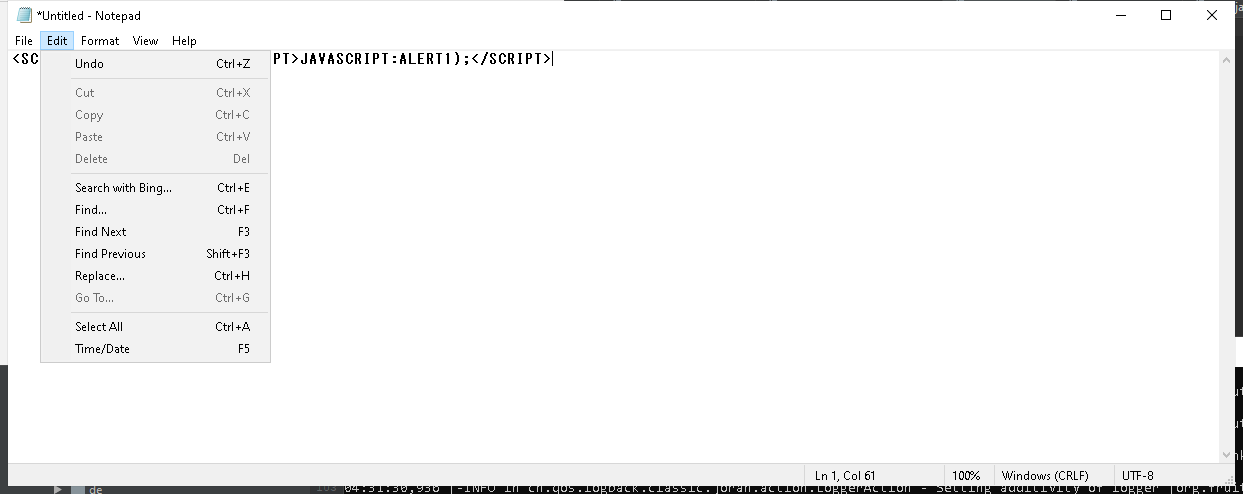 *Untitled - Notepad
File Edit Format View Help
<SC PT>JAVASCRIPT:ALERT1);</SCRIPT>
Undo Ctrl+Z
Cut Ctrl+X
Copy Ctrl+C
Paste Ctrl+V
Delete Del
Search with Bing... Ctrl+E
Find... Ctrl+F
Find Next F3
Find Previous Shift+F3
Replace... Ctrl+H
Go To... Ctrl+G
Select All Ctrl+A
Time/Date F5
Ln 1, Col 61 100% Windows (CRLF) UTF-8
de 04:31:30,936 |-INFO in ch.qos.logback.classic.joran.action.LoggerAction - Setting additivity of logger